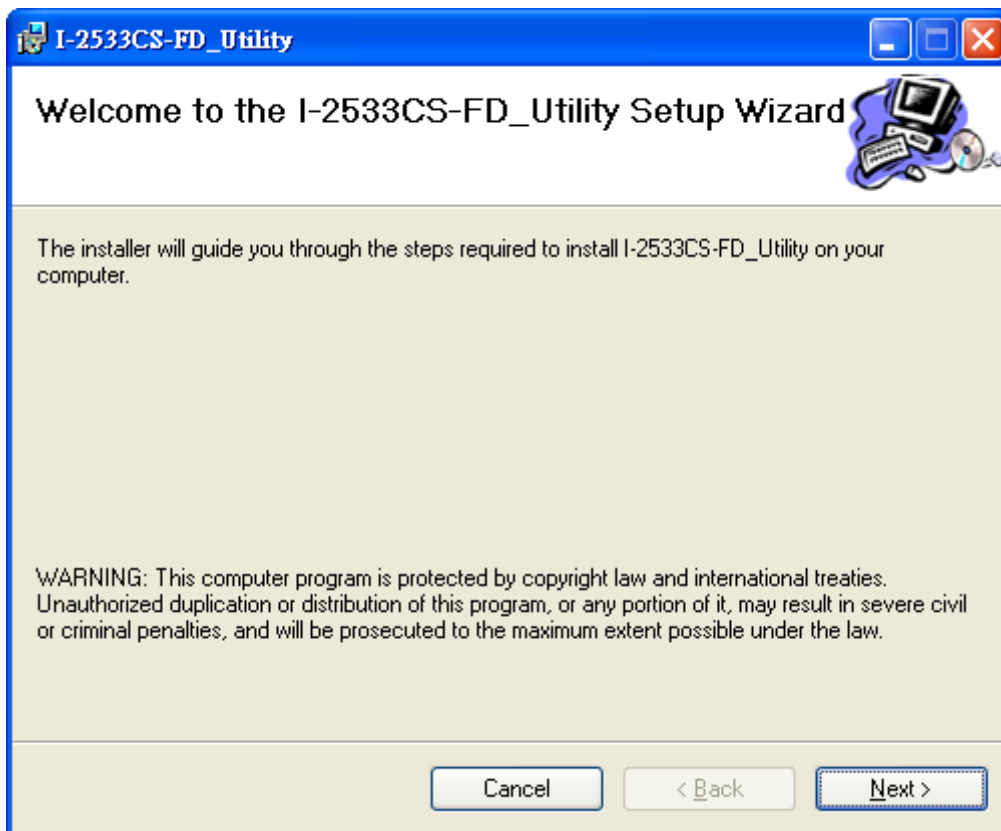 I-2533CS-FD_Utility
Welcome to the I-2533CS-FD_Utility Setup Wizard
The installer will guide you through the steps required to install I-2533CS-FD_Utility on your
computer.
WARNING: This computer program is protected by copyright law and international treaties.
Unauthorized duplication or distribution of this program, or any portion of it, may result in severe civil
or criminal penalties, and will be prosecuted to the maximum extent possible under the law.
Cancel
< Back
Next >